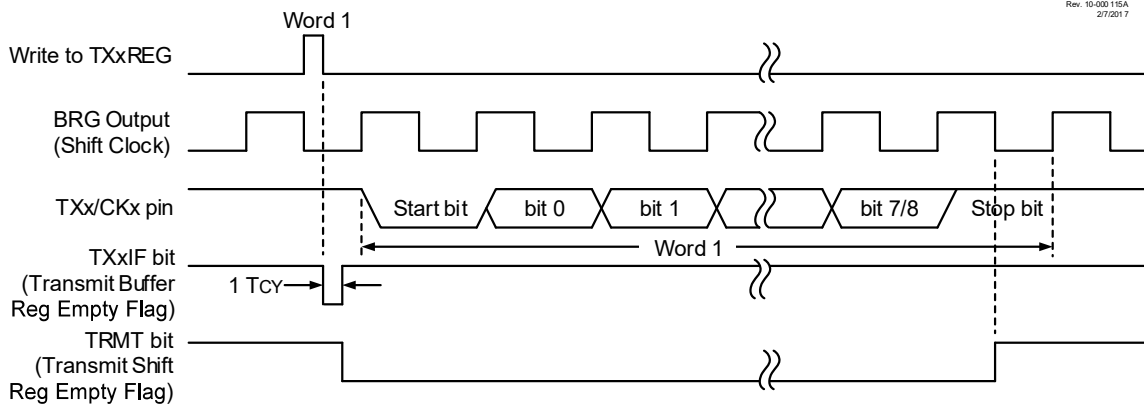 Rev. 10-000 115A
2/7/201 7
Word 1
Write to TXxREG
BRG Output
(Shift Clock)
TXx/CKx pin
Start bit
bit 0
bit 1
bit 7/8
Stop bit
Word 1
TXxIF bit
(Transmit Buffer
Reg Empty Flag)
1 TCY
TRMT bit
(Transmit Shift
Reg Empty Flag)